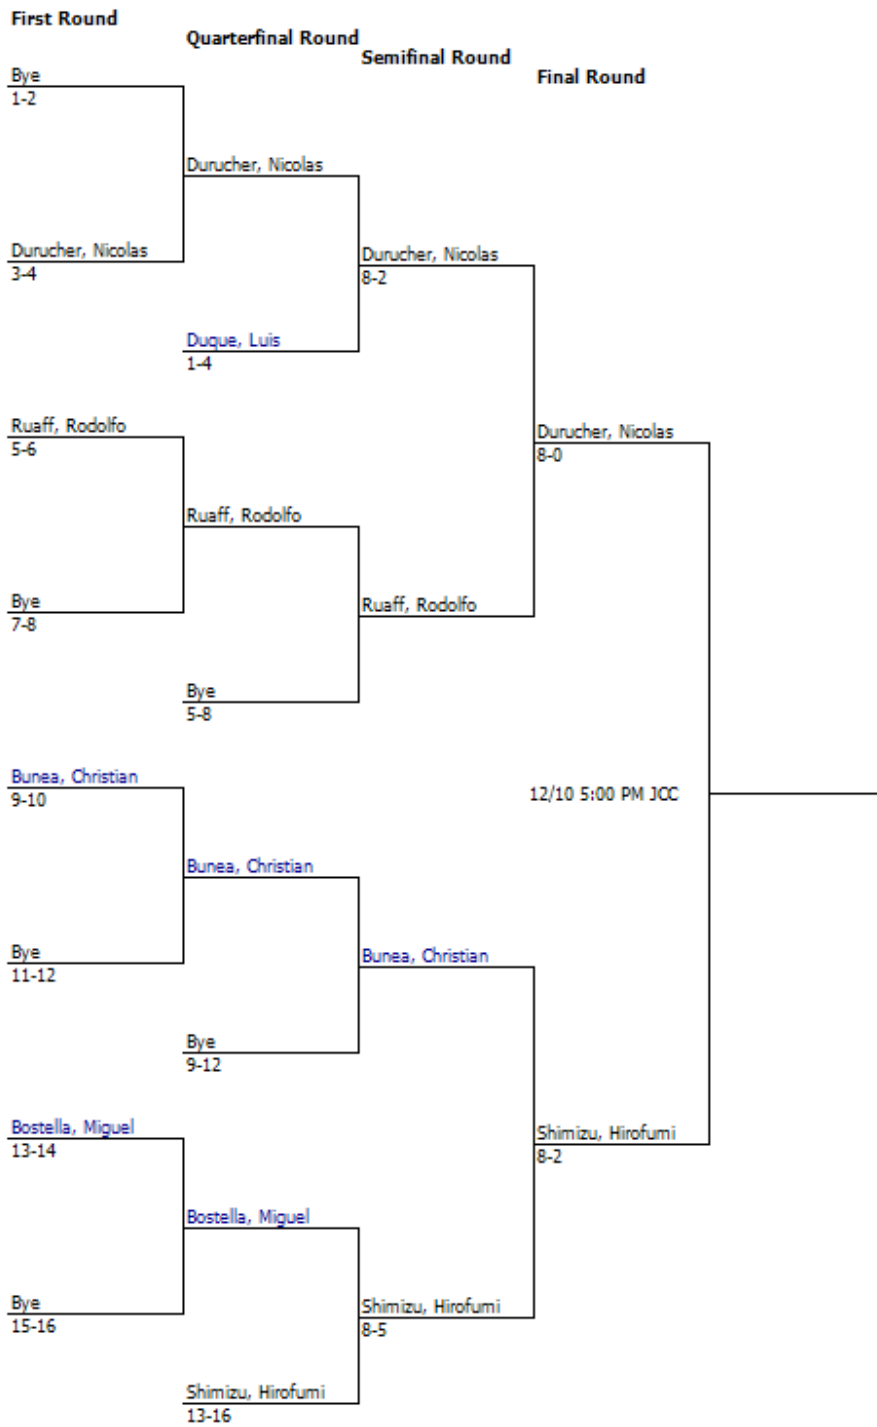 First Round
Quarterfinal Round
Semifinal Round
Final Round
Bye
1-2
Durucher, Nicolas
Durucher, Nicolas
3-4
Durucher, Nicolas
8-2
Duque, Luis
1-4
Ruaff, Rodolfo
5-6
Durucher, Nicolas
8-0
Ruaff, Rodolfo
Bye
7-8
Ruaff, Rodolfo
Bye
5-8
Bunea, Christian
9-10
12/10 5:00 PM JCC
Bunea, Christian
Bye
11-12
Bunea, Christian
Bye
9-12
Bostella, Miguel
13-14
Shimizu, Hirofumi
8-2
Bostella, Miguel
Bye
15-16
Shimizu, Hirofumi
8-5
Shimizu, Hirofumi
13-16